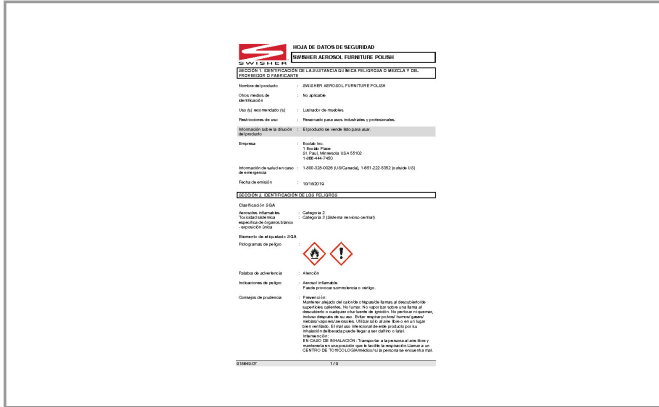 SWISHER
HOJA DE DATOS DE SEGURIDAD
SWISHER AEROSOL FURNITURE POLISH
SECCIÓN 1. IDENTIFICACIÓN DE LA SUSTANCIA QUÍMICA PELIGROSA O MEZCLA Y DEL
PROVEEDOR O FABRICANTE
Nombre del producto : SWISHER AEROSOL FURNITURE POLISH
Otros medios de : No aplicable
identificación
Uso (s) recomendado (s) : Lustrador de muebles.
Restricciones de uso : Reservado para usos industriales y profesionales.
Información sobre la dilución : El producto se vende listo para usar.
del producto
Empresa : Ecolab Inc.
1 Ecolab Place
St. Paul, Minnesota USA 55102
1-866-444-7450
Información de salud en caso : 1-800-328-0026 (US/Canada), 1-651-222-5352 (outside US)
de emergencia
Fecha de emisión : 10/18/2019
SECCIÓN 2. IDENTIFICACIÓN DE LOS PELIGROS
Clasificación SGA
Aerosoles inflamables : Categoría 2
Toxicidad sistémica : Categoría 3 (Sistema nervioso central)
específica de órganos blanco
- exposición única
Elemento de etiquetado SGA
Pictogramas de peligro :
Palabra de advertencia : Atención
Indicaciones de peligro : Aerosol inflamable.
Puede provocar somnolencia o vértigo.
Consejos de prudencia : Prevención:
Mantener alejado del calor/de chispas/de llamas al descubierto/de
superficies calientes. No fumar. No vaporizar sobre una llama al
descubierto o cualquier otra fuente de ignición. No perforar ni quemar,
incluso después de su uso. Evitar respirar polvos/ humos/ gases/
nieblas/ vapores/ aerosoles. Utilizar sólo al aire libre o en un lugar
bien ventilado. El mal uso intencional de este producto por su
inhalación deliberada puede llegar a ser dañino o fatal.
Intervención:
EN CASO DE INHALACIÓN: Transportar a la persona al aire libre y
mantenerla en una posición que le facilite la respiración. Llamar a un
CENTRO DE TOXICOLOGÍA/médico si la persona se encuentra mal.
1 / 9